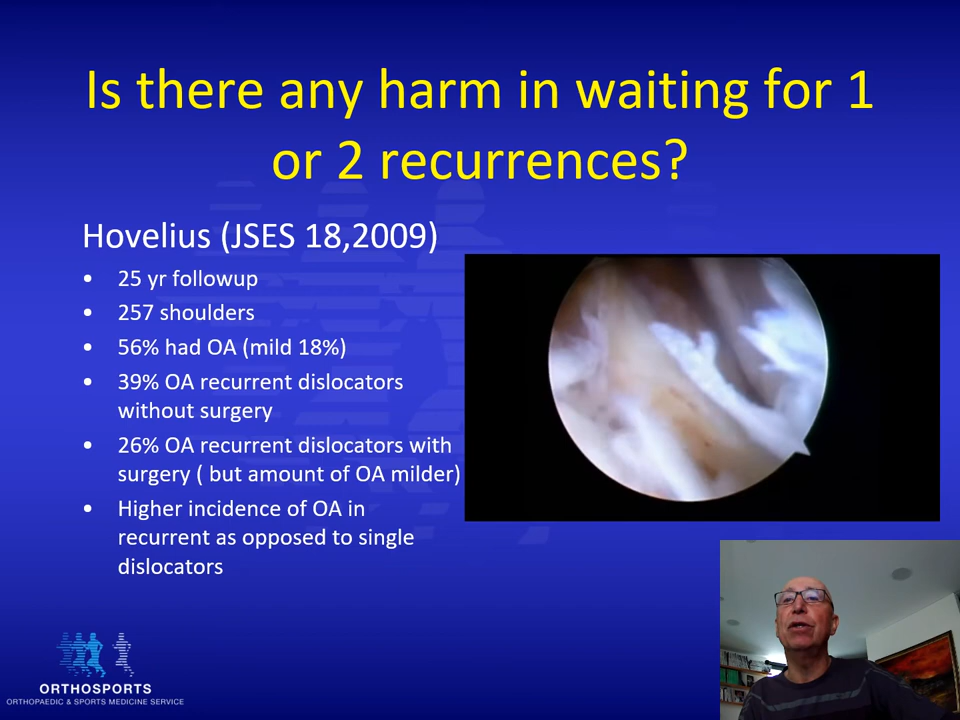 Is there any harm in waiting for 1
or 2 recurrences?
Hovelius (JSES 18,2009)
• 25 yr followup
• 257 shoulders
• 56% had OA (mild 18%)
• 39% OA recurrent dislocators
without surgery
• 26% OA recurrent dislocators with
surgery ( but amount of OA milder)
• Higher incidence of OA in
recurrent as opposed to single
dislocators
ORTHOSPORTS
ORTHOPAEDIC & SPORTS MEDICINE SERVICE